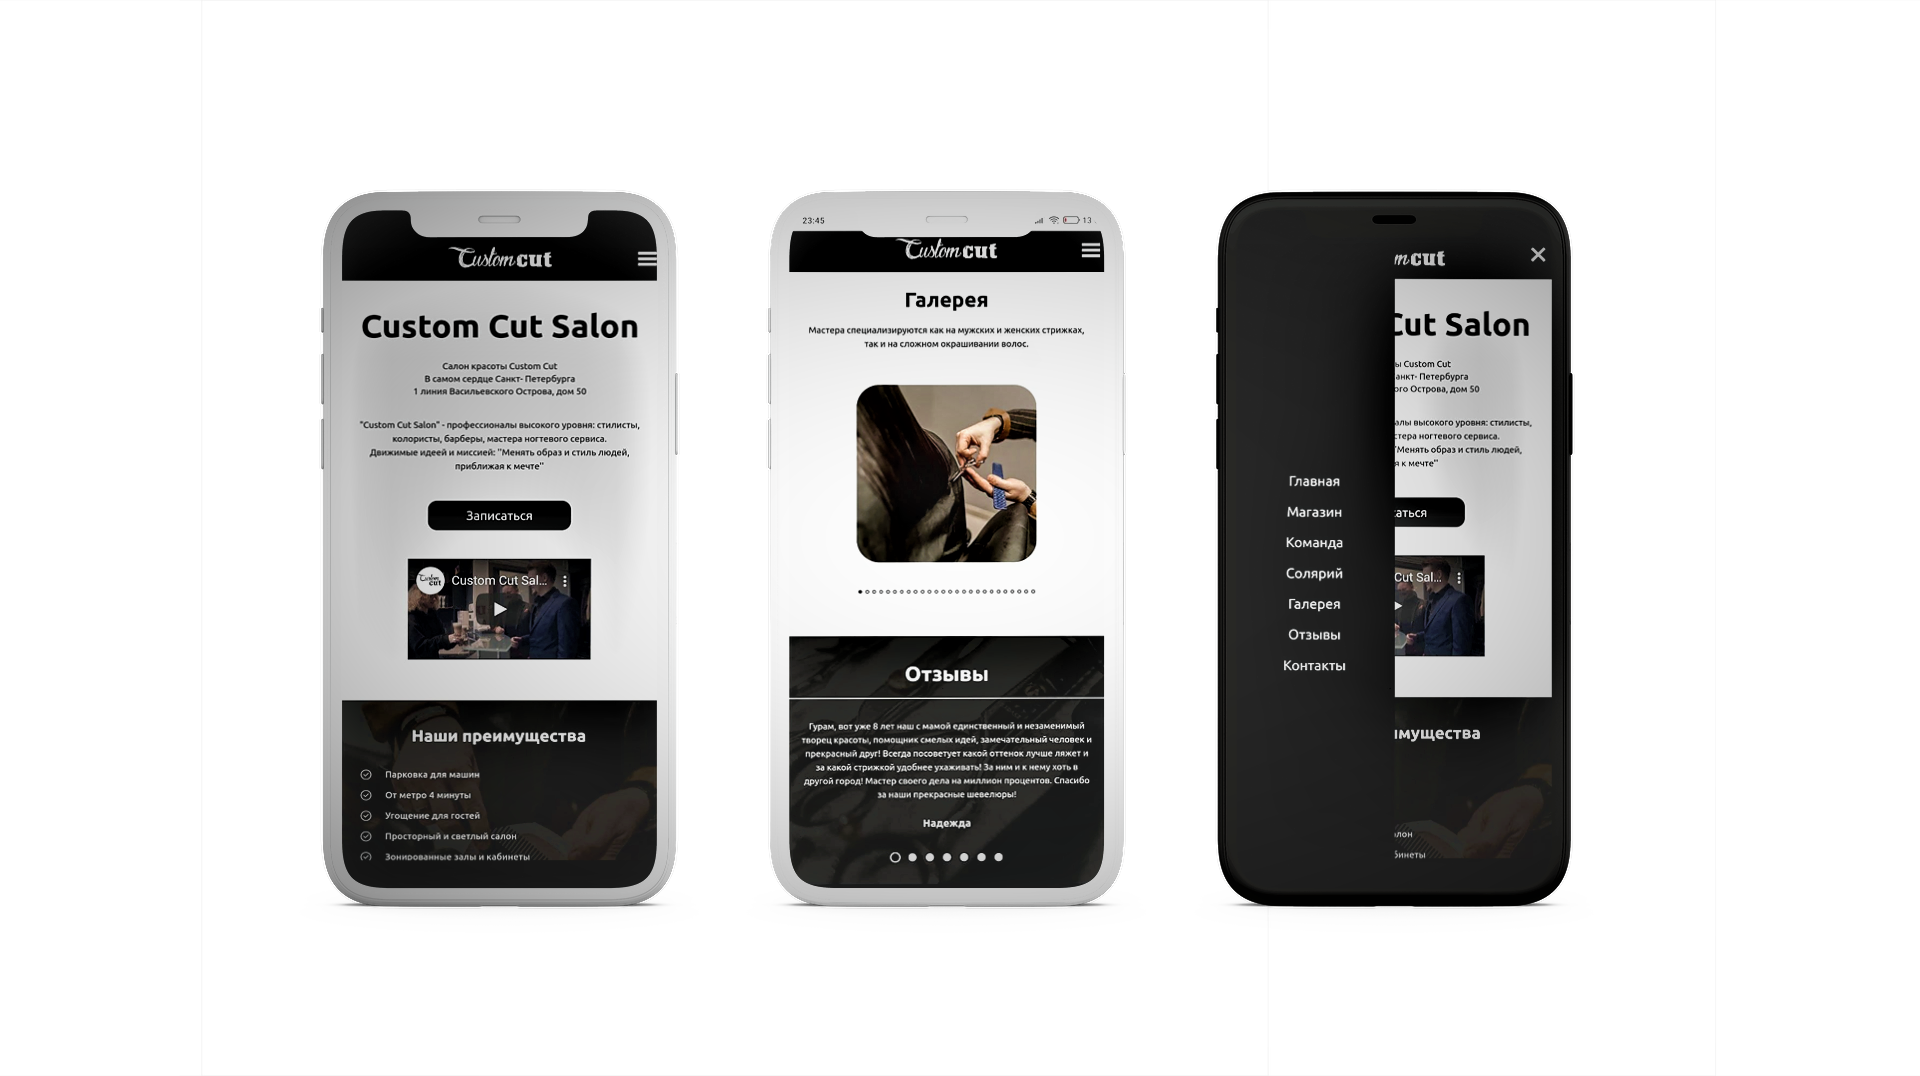 Custom cut
Custom Cut Salon
Салон красоты Custom Cut
В самом сердце Санкт- Петербурга
1 линия Васильевского Острова, дом 50
"Custom Cut Salon" - профессионалы высокого уровня: стилисты,
колористы, барберы, мастера ногтевого сервиса.
Движимые идеей и миссией: "Менять образ и стиль людей,
приближая к мечте"
Записаться
Custom cut
Custom Cut Sal...
Наши преимущества
Парковка для машин
От метро 4 минуты
Угощение для гостей
Просторный и светлый салон
Зонированные залы и кабинеты
23:45
13
Custom cut
Галерея
Мастера специализируются как на мужских и женских стрижках,
так и на сложном окрашивании волос.
Отзывы
Гурам, вот уже 8 лет наш с мамой единственный и незаменимый
творец красоты, помощник смелых идей, замечательный человек и
прекрасный друг! Всегда посоветует какой оттенок лучше ляжет и
за какой стрижкой удобнее ухаживать! За ним и к нему хоть в
другой город! Мастер своего дела на миллион процентов. Спасибо
за наши прекрасные шевелюры!
Надежда
Главная
Магазин
Команда
Солярий
Галерея
Отзывы
Контакты
m cut
Cut Salon
ы Custom Cut
анкт- Петербурга
ого Острова, дом 50
алы высокого уровня: стилисты,
стера ногтевого сервиса.
"Менять образ и стиль людей,
я к мечте"
аться
Cut Sal...
имущества
алон
бинеты